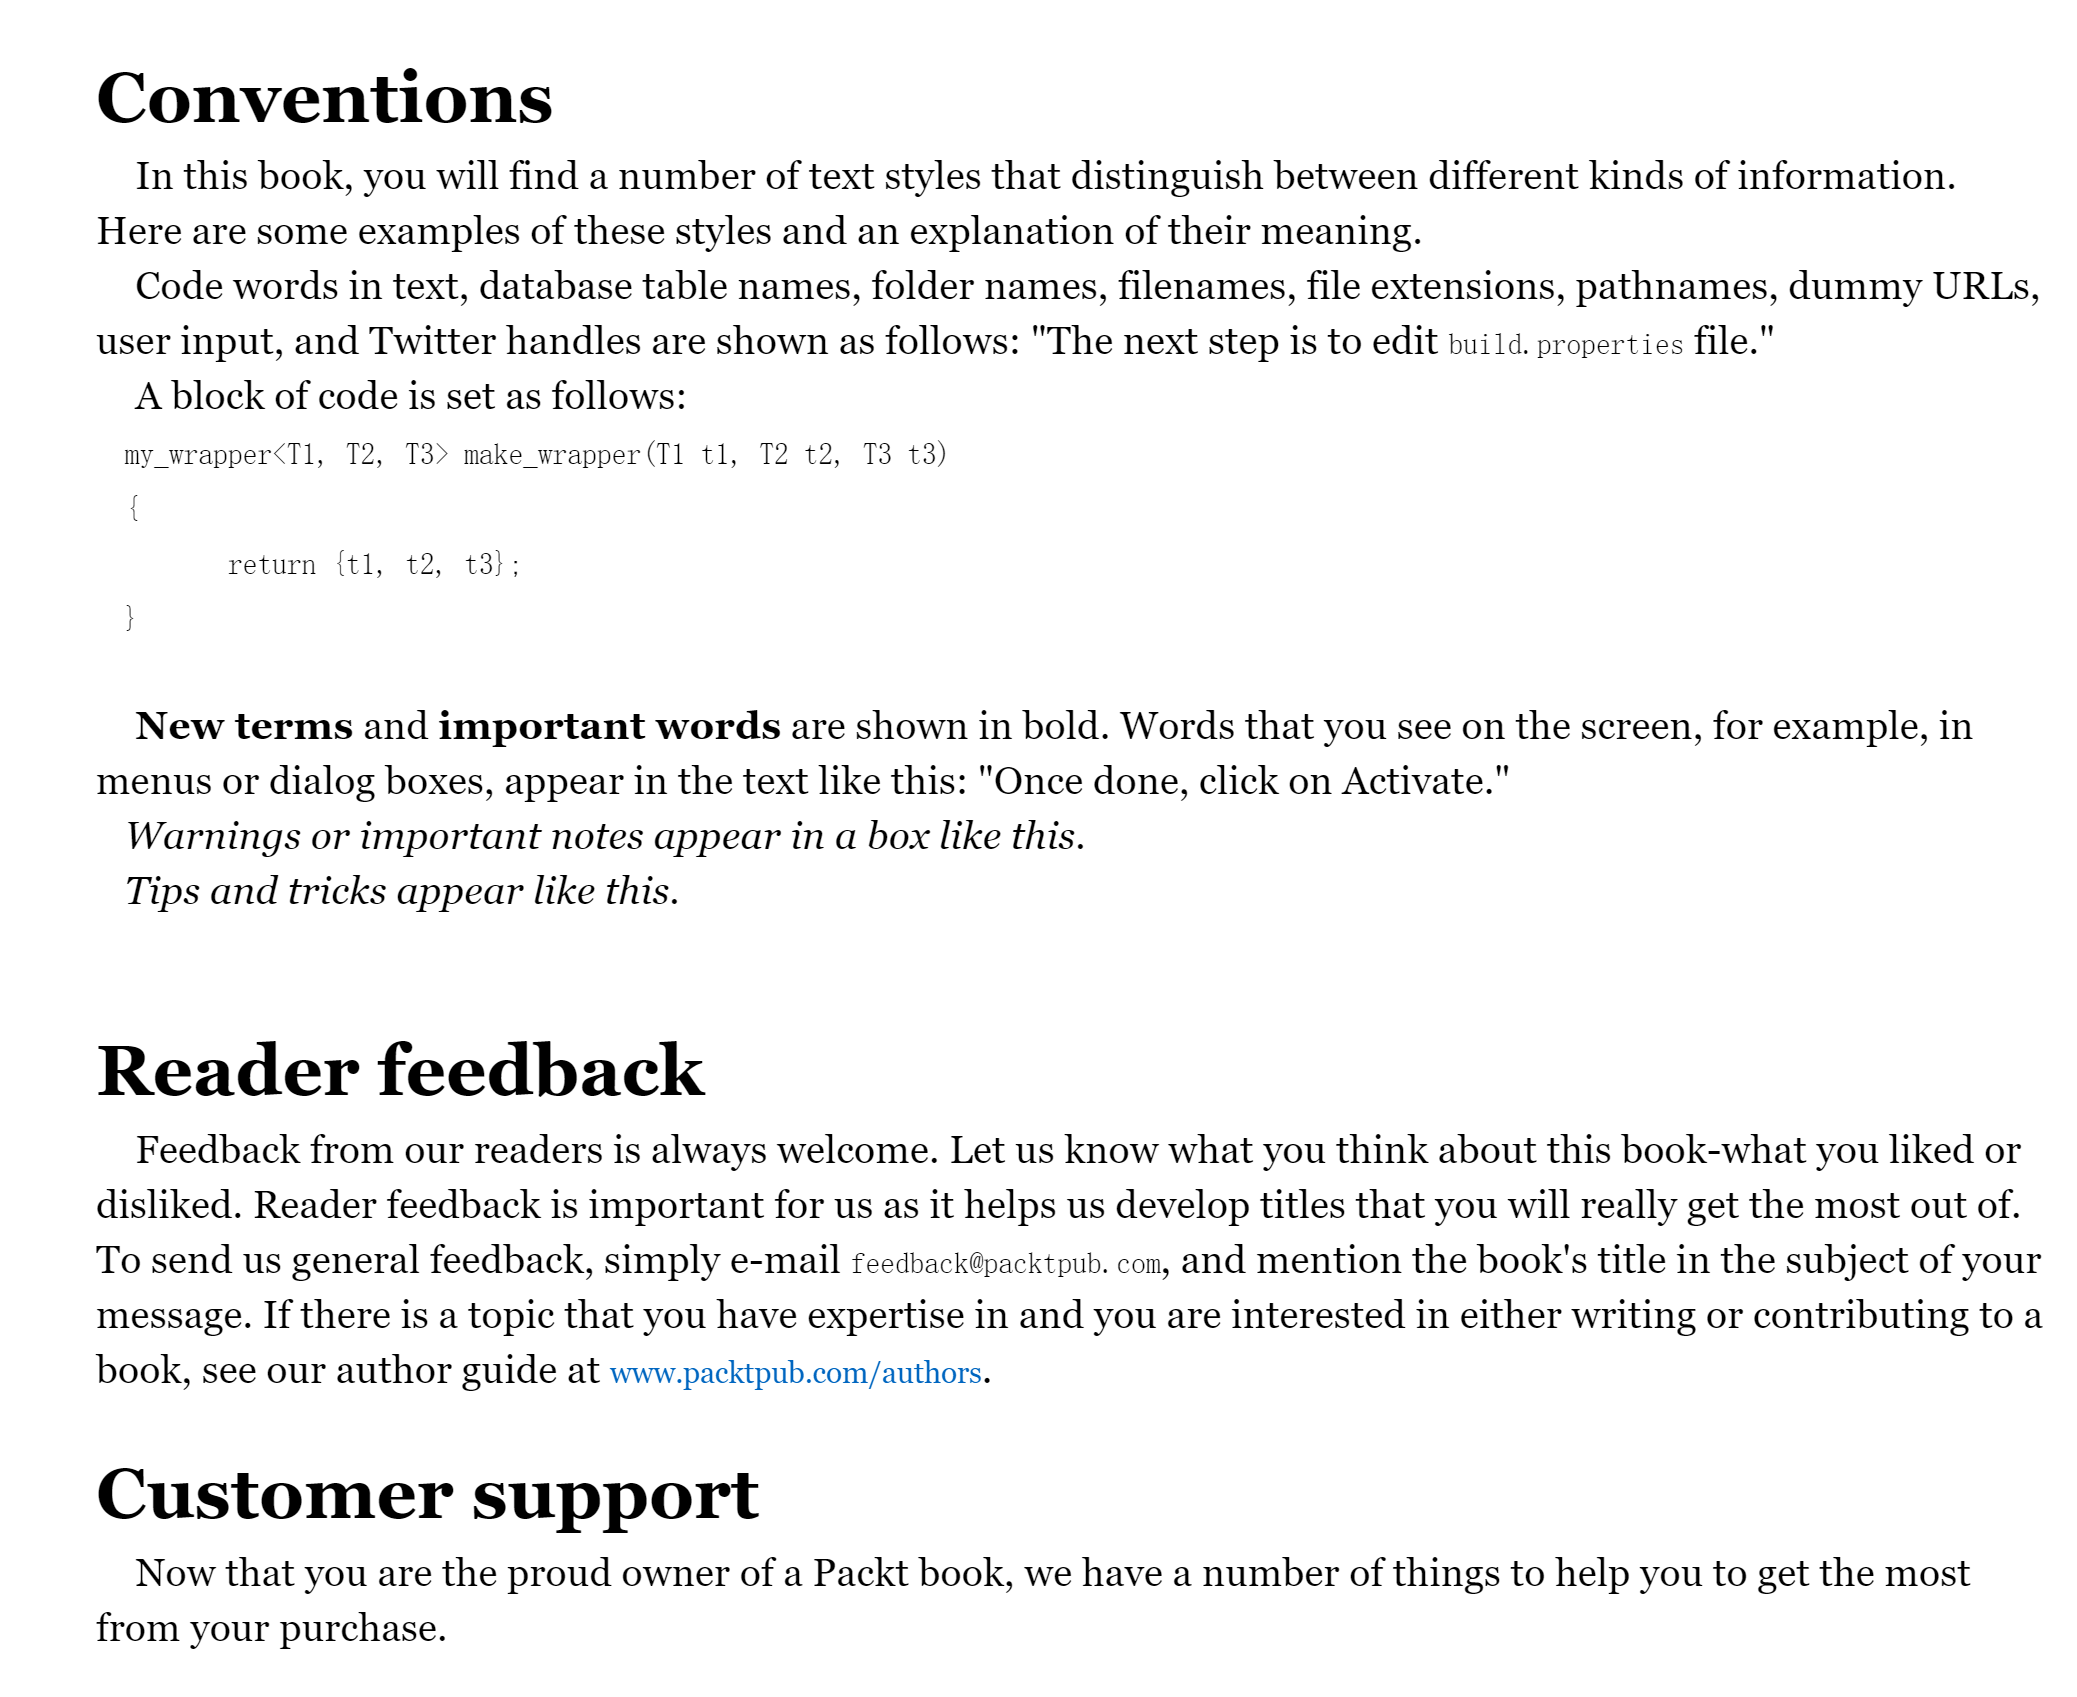 Conventions
In this book, you will find a number of text styles that distinguish between different kinds of information.
Here are some examples of these styles and an explanation of their meaning.
Code words in text, database table names, folder names, filenames, file extensions, pathnames, dummy URLs,
user input, and Twitter handles are shown as follows: "The next step is to edit build.properties file."
A block of code is set as follows:
my_wrapper<T1, T2, T3> make_wrapper(T1 t1, T2 t2, T3 t3)
{
return {t1, t2, t3};
}
New terms and important words are shown in bold. Words that you see on the screen, for example, in
menus or dialog boxes, appear in the text like this: "Once done, click on Activate."
Warnings or important notes appear in a box like this.
Tips and tricks appear like this.
Reader feedback
Feedback from our readers is always welcome. Let us know what you think about this book-what you liked or
disliked. Reader feedback is important for us as it helps us develop titles that you will really get the most out of.
To send us general feedback, simply e-mail feedback@packtpub.com, and mention the book's title in the subject of your
message. If there is a topic that you have expertise in and you are interested in either writing or contributing to a
book, see our author guide at www.packtpub.com/authors.
Customer support
Now that you are the proud owner of a Packt book, we have a number of things to help you to get the most
from your purchase.